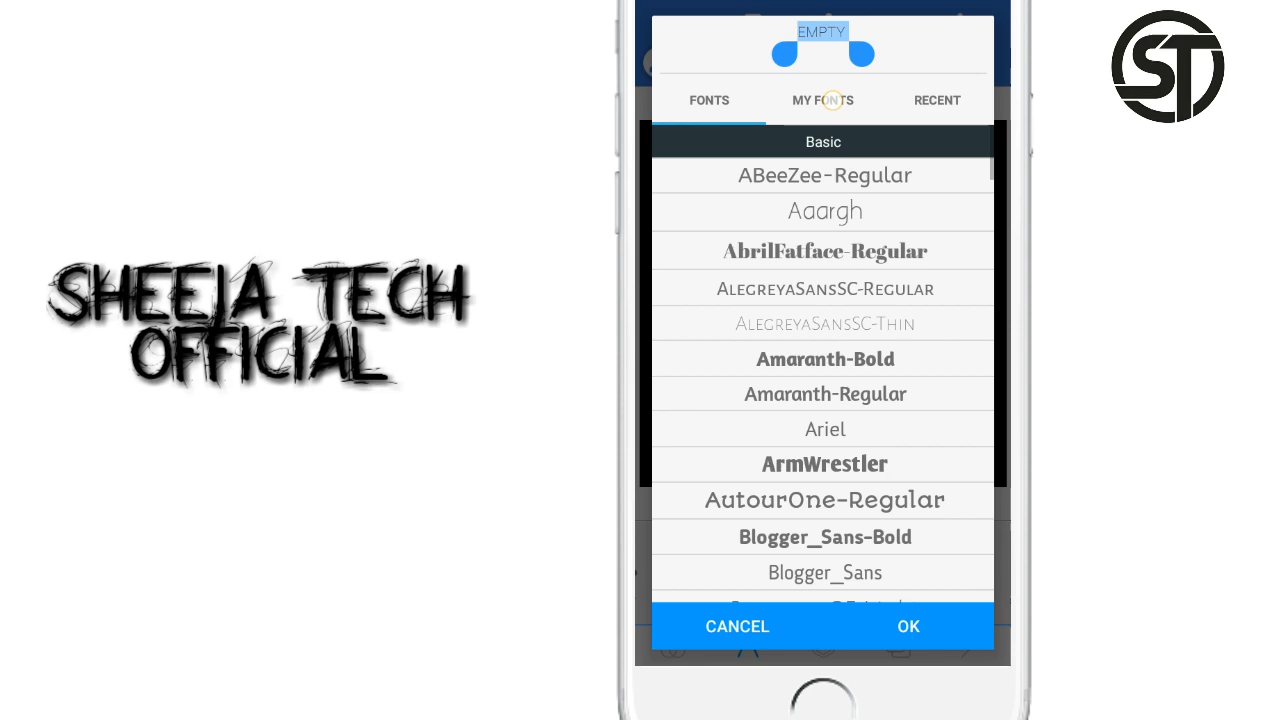 SHEEJA TECH
OFFICIAL
ST
EMPTY
FONTS MY FONTS RECENT
Basic
ABeeZee-Regular
Aaargh
AbrilFatface-Regular
AlegreyaSansSC-Regular
AlegreyaSansSC-Thin
Amaranth-Bold
Amaranth-Regular
Ariel
ArmWrestler
AutourOne-Regular
Blogger_Sans-Bold
Blogger_Sans
CANCEL OK